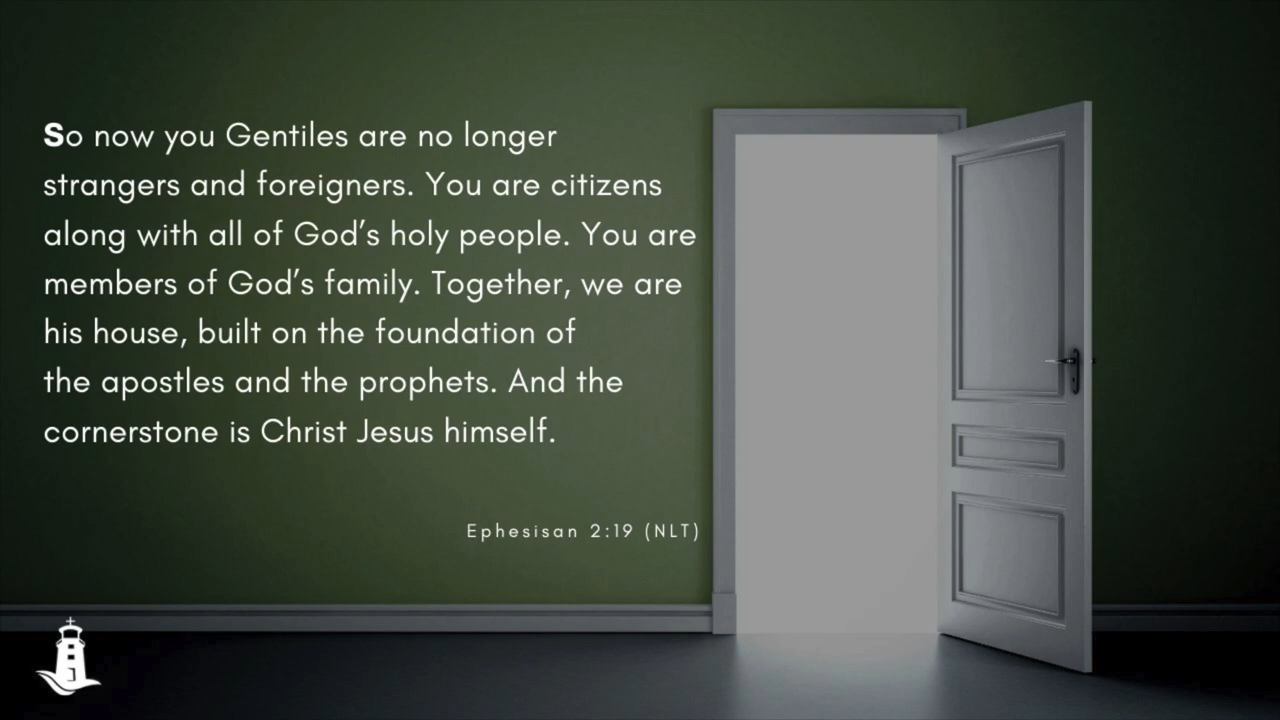 So now you Gentiles are no longer
strangers and foreigners. You are citizens
along with all of God’s holy people. You are
members of God’s family. Together, we are
his house, built on the foundation of
the apostles and the prophets. And the
cornerstone is Christ Jesus himself.
Ephesisan 2:19 (NLT)